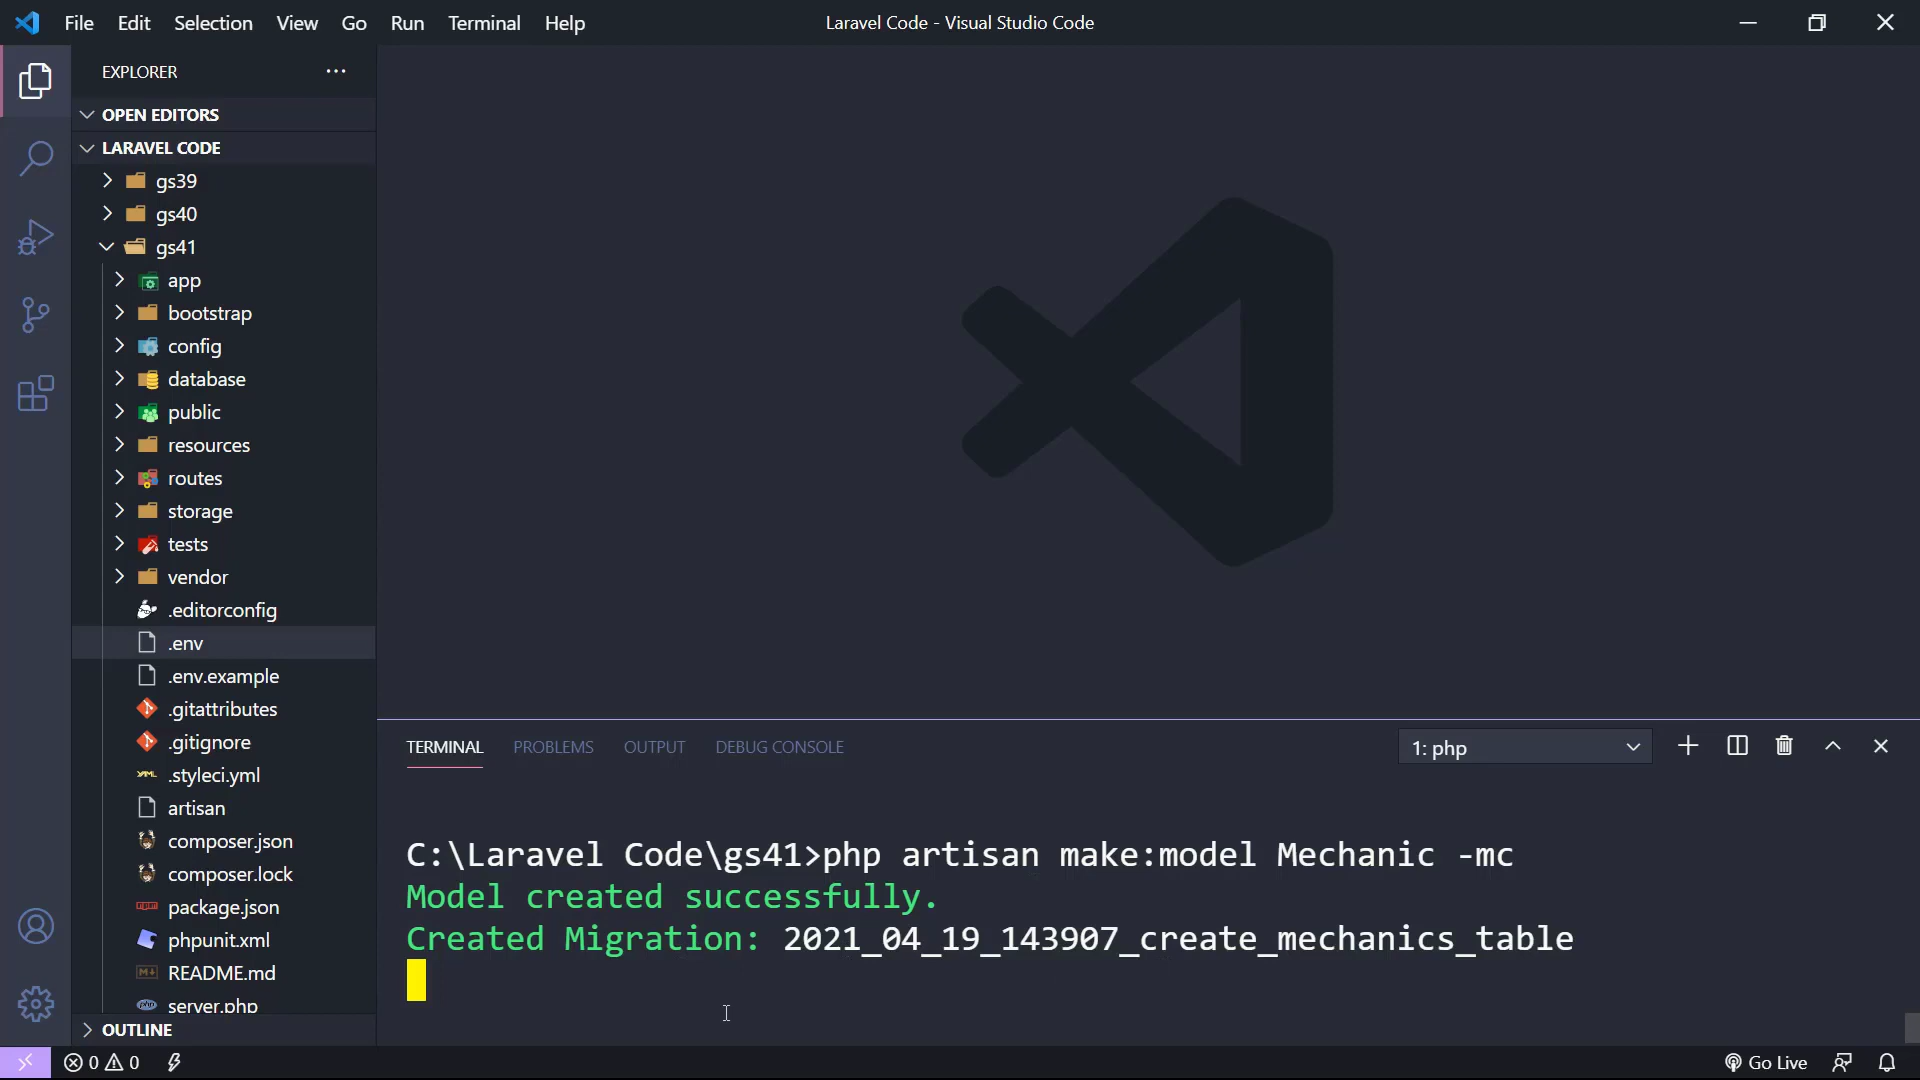 File Edit Selection View Go Run Terminal Help
Laravel Code - Visual Studio Code
EXPLORER
OPEN EDITORS
LARAVEL CODE
gs39
gs40
gs41
app
bootstrap
config
database
public
resources
routes
storage
tests
vendor
.editorconfig
.env
.env.example
.gitattributes
.gitignore
.styleci.yml
artisan
composer.json
composer.lock
package.json
phpunit.xml
README.md
server.php
OUTLINE
TERMINAL PROBLEMS OUTPUT DEBUG CONSOLE
1: php
C:\Laravel Code\gs41>php artisan make:model Mechanic -mc
Model created successfully.
Created Migration: 2021_04_19_143907_create_mechanics_table
0 0
Go Live